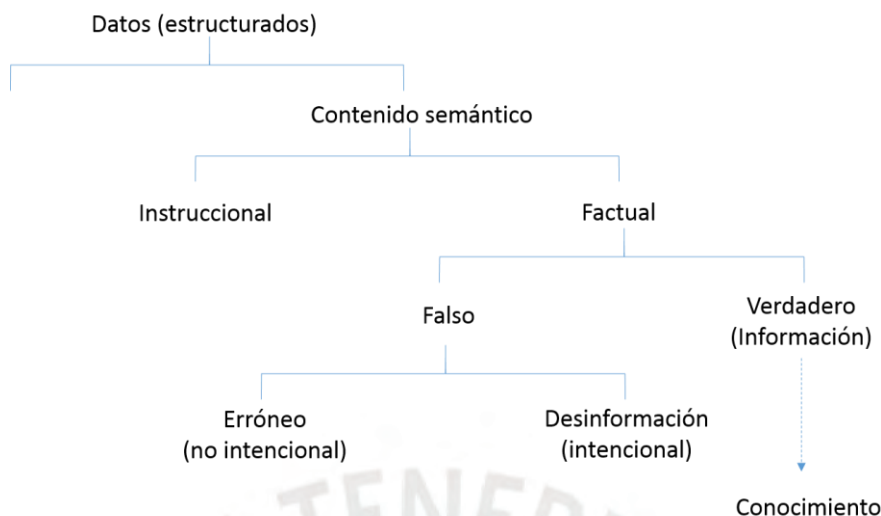 Datos (estructurados)
Contenido semántico
Instruccional
Factual
Falso
Verdadero
(Información)
Erróneo
(no intencional)
Desinformación
(intencional)
Conocimiento